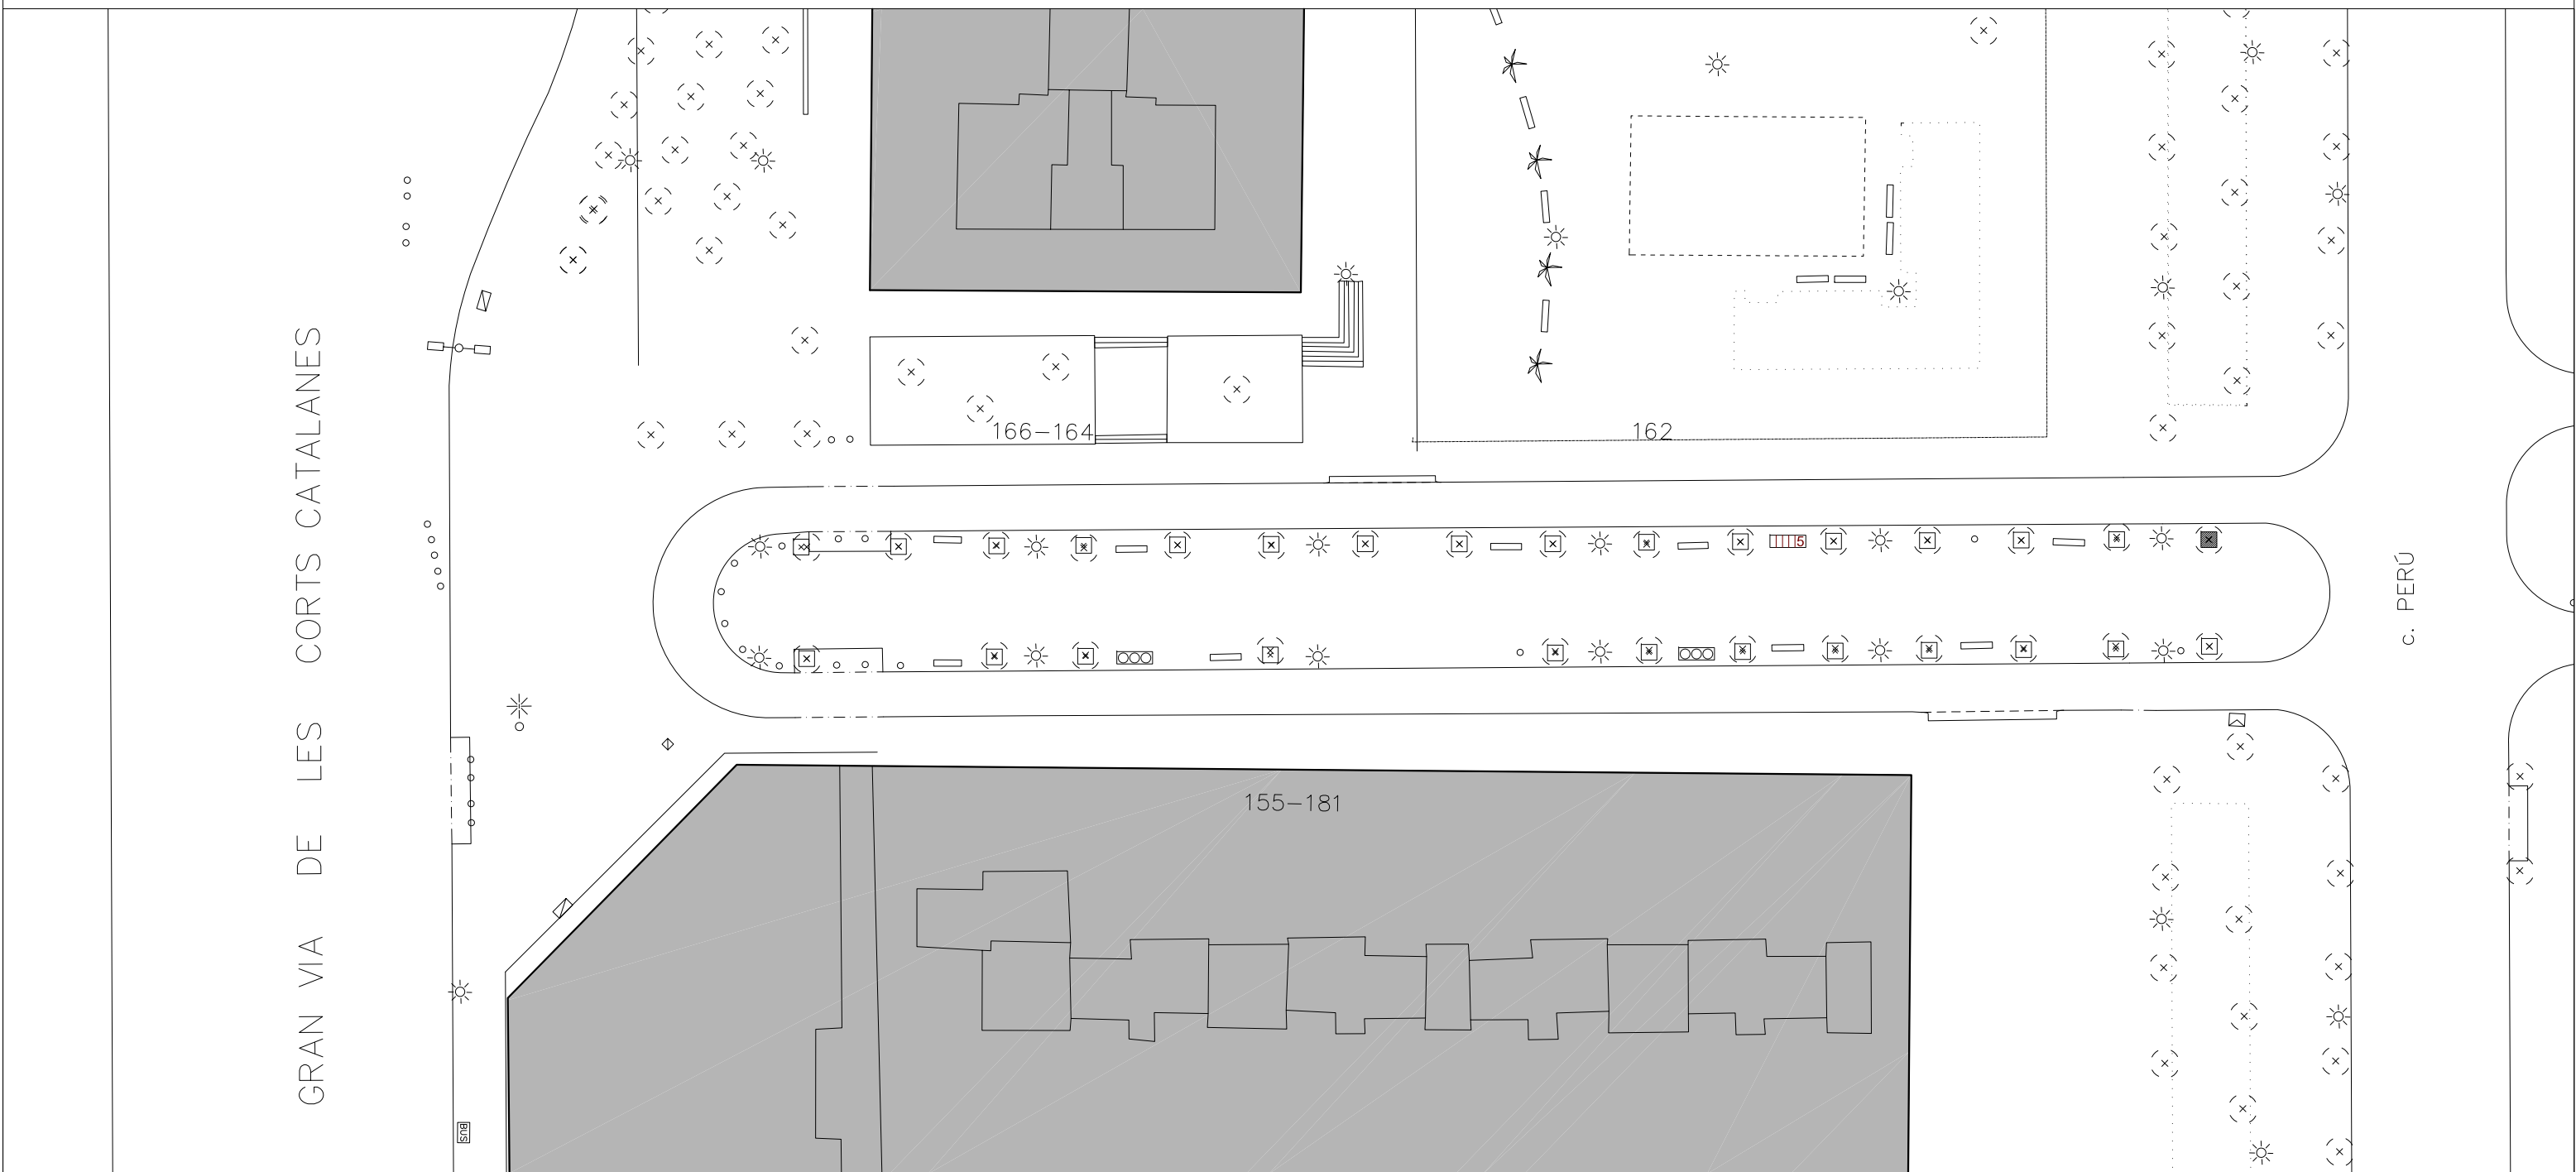 GRAN VIA DE LES CORTS CATALANES
166-164
162
5
c. PERÚ
155-181
BUS